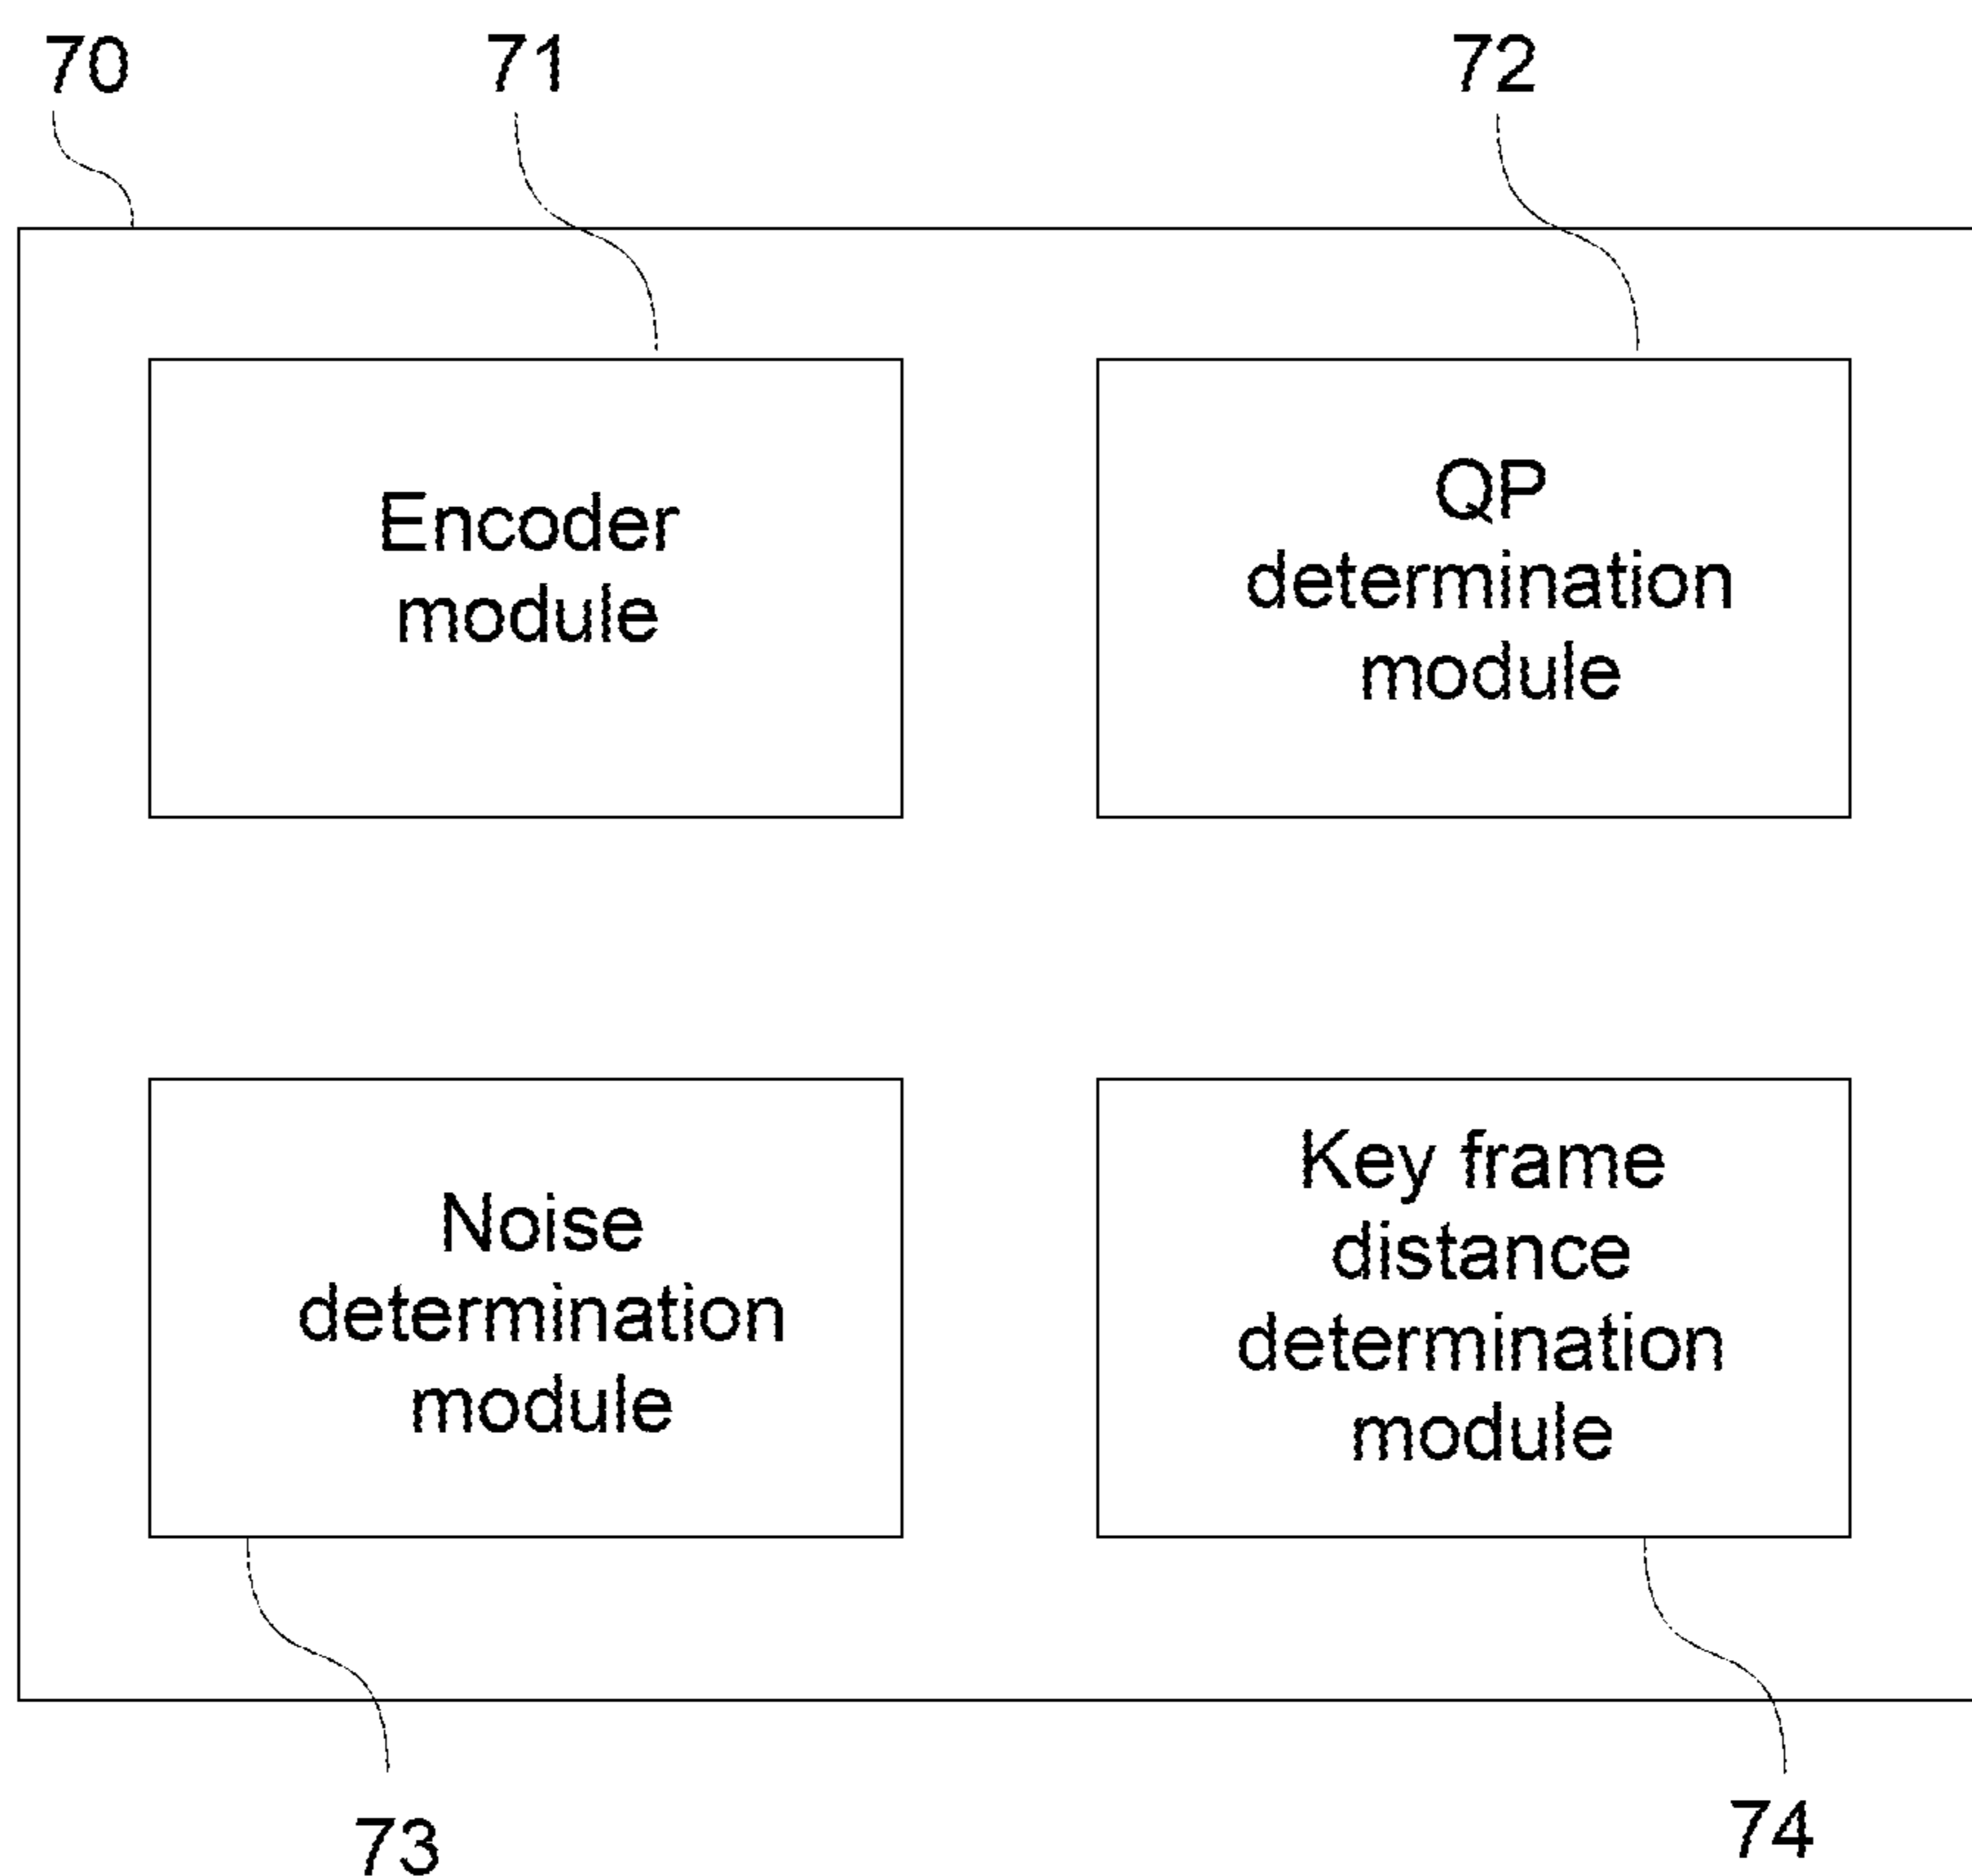 70
71
72
Encoder
module
QP
determination
module
Noise
determination
module
Key frame
distance
determination
module
73
74